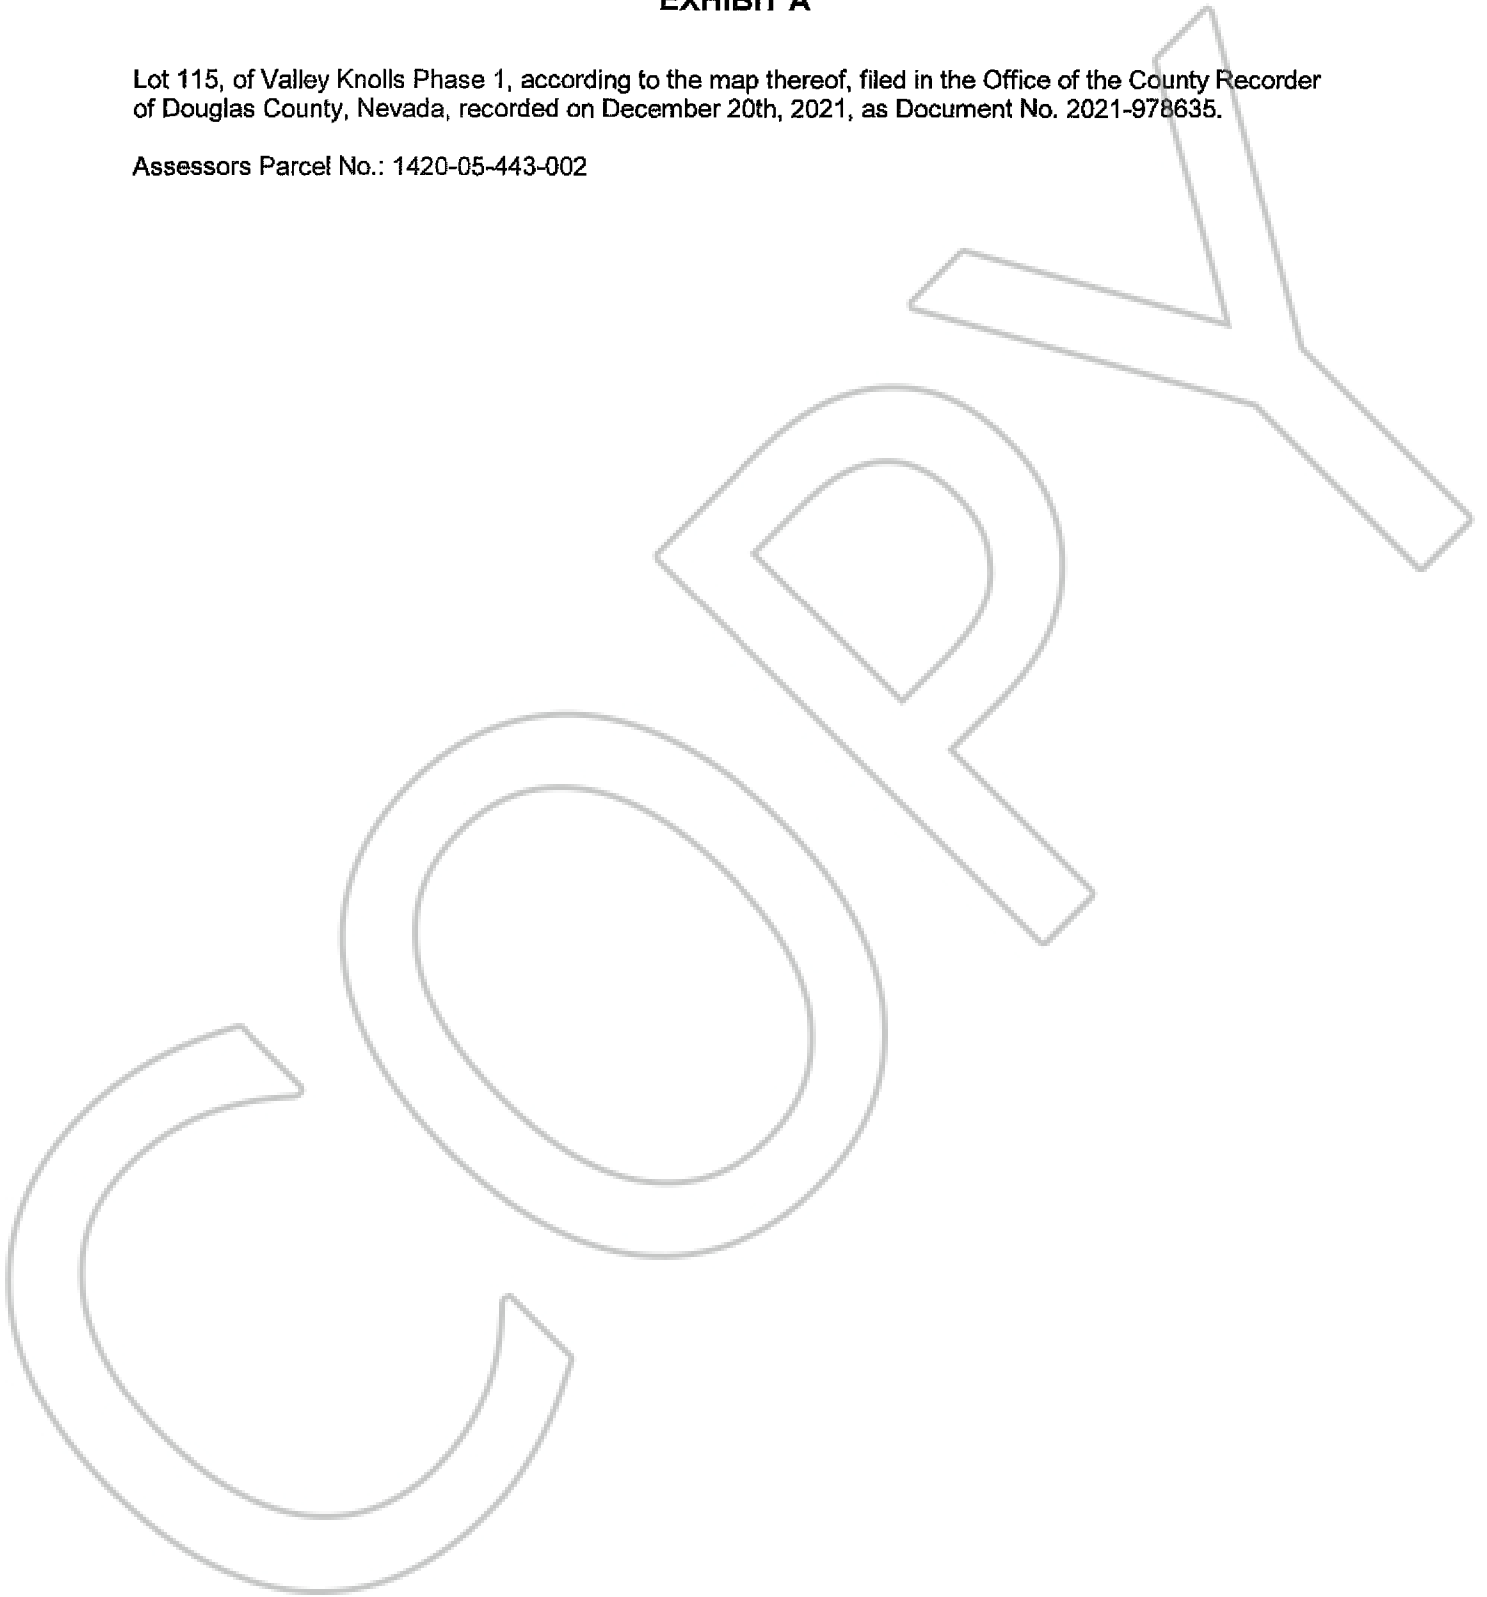 EXHIBIT A
Lot 115, of Valley Knolls Phase 1, according to the map thereof, filed in the Office of the County Recorder
of Douglas County, Nevada, recorded on December 20th, 2021, as Document No. 2021-978635.
Assessors Parcel No.: 1420-05-443-002
COPY